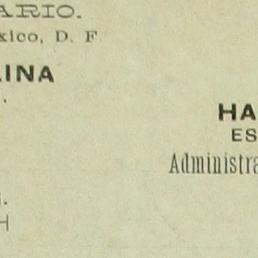 ARIO.
xico, D. F.
LINA
HA
ES
Administra
H